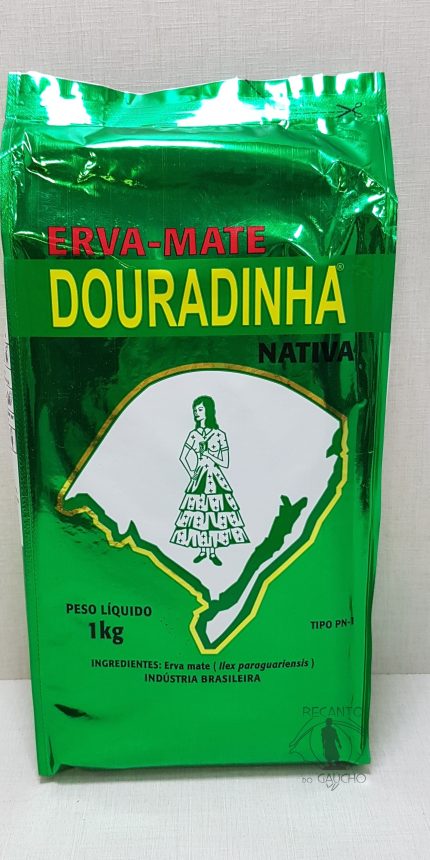 ERVA-MATE
DOURADINHA®
NATIVA
PESO LÍQUIDO
1kg
TIPO PN-1
INGREDIENTES: Erva mate ( Ilex paraguariensis )
INDÚSTRIA BRASILEIRA
RECANTO
DO GAÚCHO